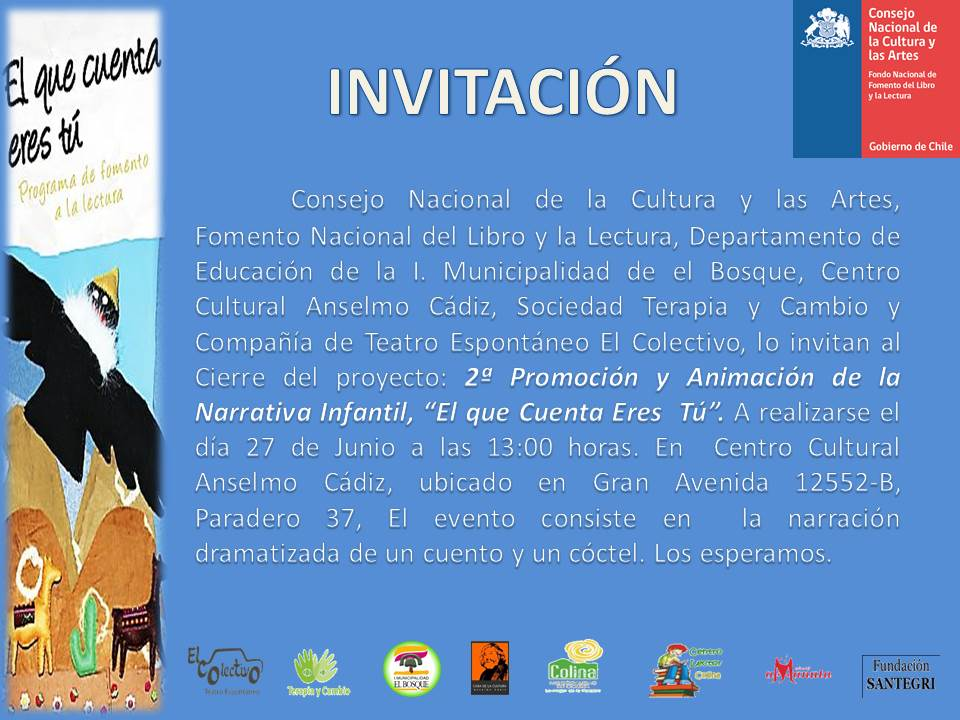 El que cuenta
eres tú
Programa de fomento
a la lectura
INVITACIÓN
Consejo
Nacional de
la Cultura y
las Artes
Fondo Nacional de
Fomento del Libro
y la Lectura
Gobierno de Chile
Consejo Nacional de la Cultura y las Artes,
Fomento Nacional del Libro y la Lectura, Departamento de
Educación de la I. Municipalidad de el Bosque, Centro
Cultural Anselmo Cádiz, Sociedad Terapia y Cambio y
Compañía de Teatro Espontáneo El Colectivo, lo invitan al
Cierre del proyecto: 2ª Promoción y Animación de la
Narrativa Infantil, “El que Cuenta Eres Tú”. A realizarse el
día 27 de Junio a las 13:00 horas. En Centro Cultural
Anselmo Cádiz, ubicado en Gran Avenida 12552-B,
Paradero 37, El evento consiste en la narración
dramatizada de un cuento y un cóctel. Los esperamos.
El Colectivo
Teatro Espontáneo
Terapia y Cambio
I. MUNICIPALIDAD
EL BOSQUE
CASA DE LA CULTURA
Colina
Centro
Lector
Colina
Manuta
Fundación
SANTEGRI